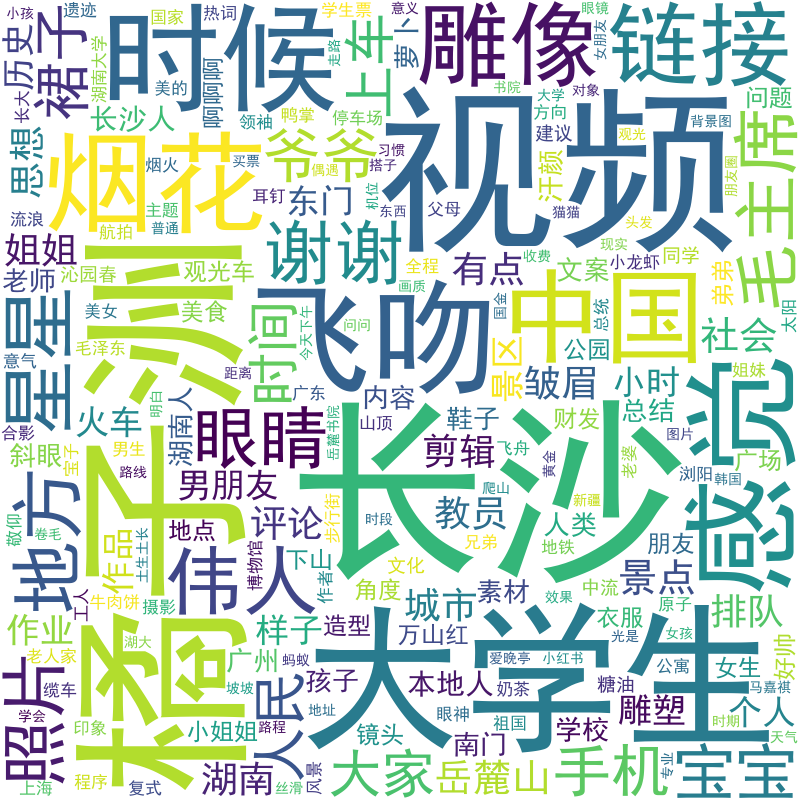 小孩
遗迹
国家
热词
学生票
走路
萝卜
意义
眼镜
女朋友
长大
历史
裙子
湖南大学
美的
时候
啊啊啊啊
上车
雕像
书院
大学
对象
链接
思想
长沙人
领袖
鸭掌
停车场
方向
问题
建议
背景图
烟火
买票
偶遇
习惯
搭子
观光
朋友圈
烟花
爷爷
视频
毛主席
流浪
主题
普通
耳钉
东门
机位
东西
父母
汗颜
猫猫
头发
航拍
姐姐
沁园春
谢谢
全程
有点
收费
现实
文案
同学
小龙虾
弟弟
老师
观光车
画质
国金
总统
太阳
美女
美食
橘子洲
飞吻
中国
星星
时间
问问
今天下午
景区
公园
社会
意气
毛泽东
距离
广东
内容
皱眉
小时
姐妹
合影
火车
明白
湖南人
眼睛
山顶
鞋子
财发
总结
图片
感觉
斜眼
宝子
男生
岳麓书院
剪辑
飞舟
黄金
老婆
浏阳
韩国
广场
路线
男朋友
长沙
爬山
新疆
地方
敬仰
卷毛
作品
地点
评论
步行街
时段
教员
人类
兄弟
地铁
朋友
土生土长
伟人
博物馆
下山
作者
文化
景点
工人
牛肉饼
摄影
角度
素材
中流
效果
原子
排队
作业
湖大
蚂蚁
样子
造型
城市
万山红
衣服
光是
女孩
老人家
广州
大学生
爱晚亭
小红书
女生
好帅
照片
缆车
坡坡
人民
孩子
本地人
奶茶
糖油
公寓
马嘉祺
学会
印象
小姐姐
路程
地址
镜头
眼神
祖国
雕塑
时期
个人
天气
上海
程序
复式
湖南
丝滑
风景
大家
南门
岳麓山
学校
手机
专业
宝宝